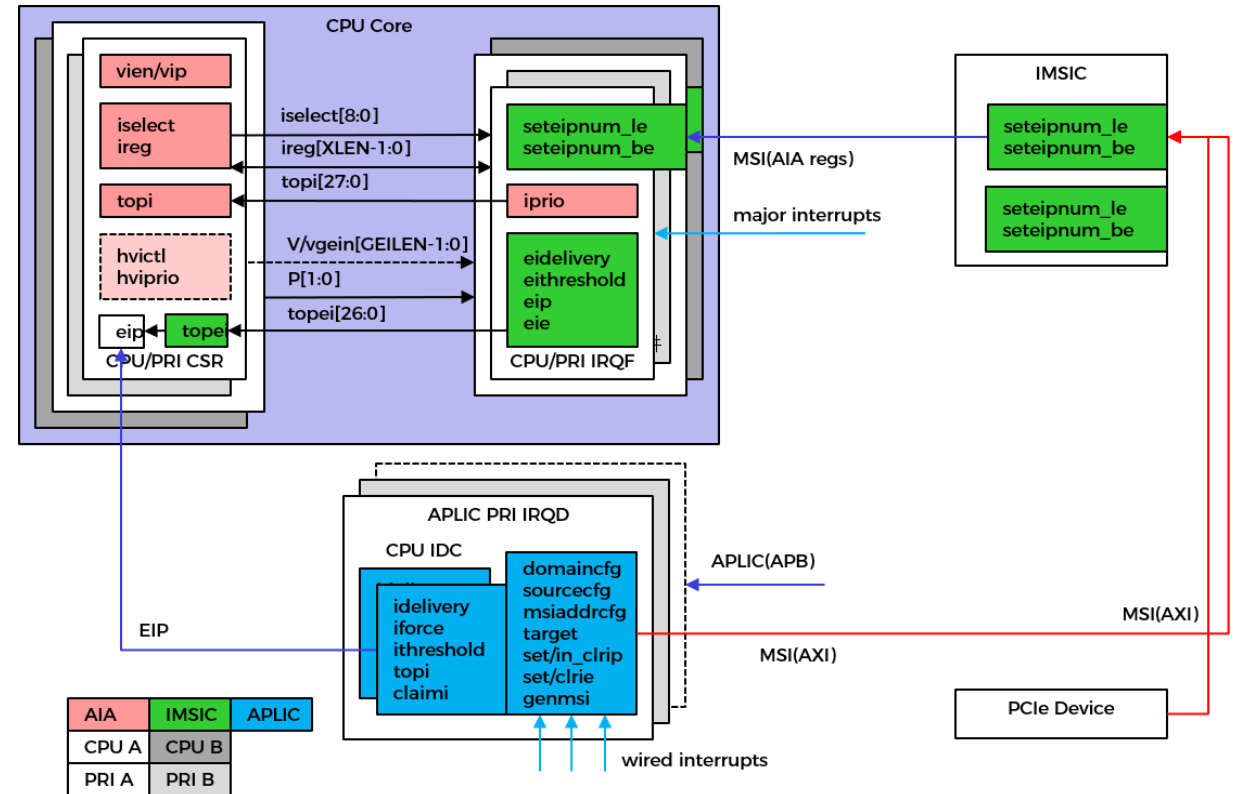 CPU Core
vien/vip
iselect
ireg
topi
hvictl
hviprio
eip
topei
CPU/PRI CSR
iselect[8:0]
ireg[XLEN-1:0]
topi[27:0]
V/vgein[GEILEN-1:0]
P[1:0]
topei[26:0]
seteipnum_le
seteipnum_be
iprio
eidelivery
eithreshold
eip
eie
CPU/PRI IRQF
MSI(AIA regs)
major interrupts
IMSIC
seteipnum_le
seteipnum_be
seteipnum_le
seteipnum_be
APLIC PRI IRQD
CPU IDC
idelivery
iforce
ithreshold
topi
claimi
domaincfg
sourcecfg
msiaddrcfg
target
set/in_clrip
set/clrie
genmsi
APLIC(APB)
EIP
MSI(AXI)
MSI(AXI)
PCIe Device
wired interrupts
AIA IMSIC APLIC
CPU A CPU B
PRI A PRI B